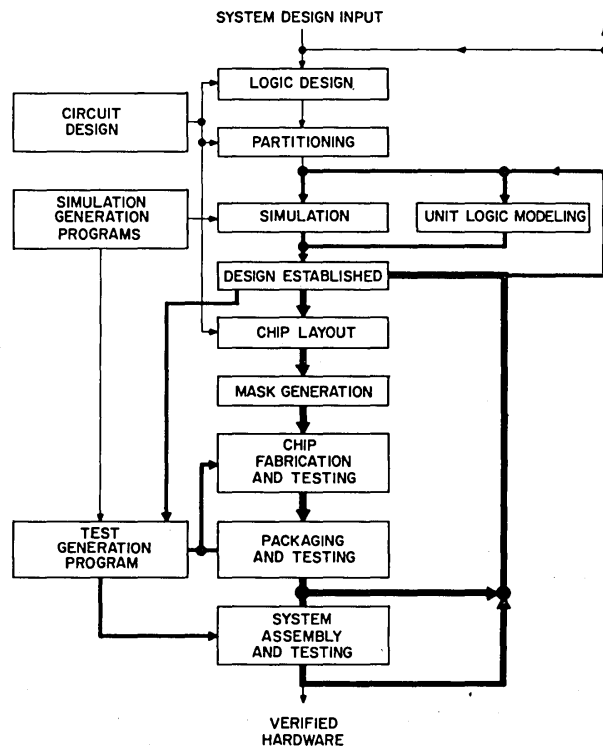 SYSTEM DESIGN INPUT
LOGIC DESIGN
CIRCUIT
DESIGN
PARTITIONING
SIMULATION
GENERATION
PROGRAMS
SIMULATION
UNIT LOGIC MODELING
DESIGN ESTABLISHED
CHIP LAYOUT
MASK GENERATION
CHIP
FABRICATION
AND TESTING
TEST
GENERATION
PROGRAM
PACKAGING
AND TESTING
SYSTEM
ASSEMBLY
AND TESTING
VERIFIED
HARDWARE